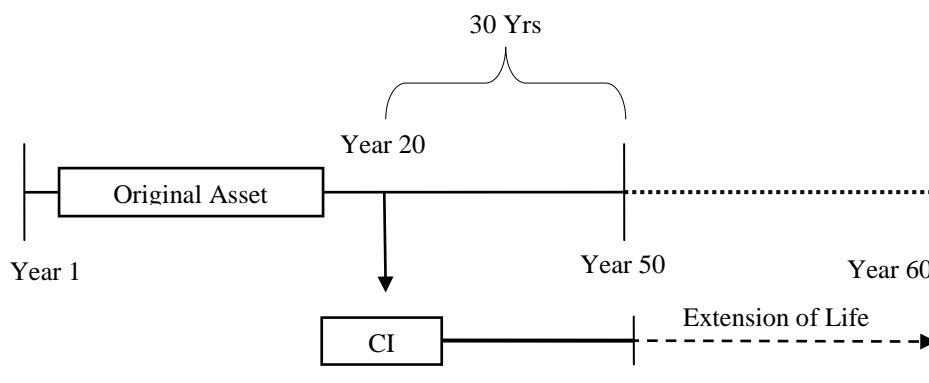 30 Yrs
Year 20
Original Asset
Year 1
Year 50
Year 60
Extension of Life
CI